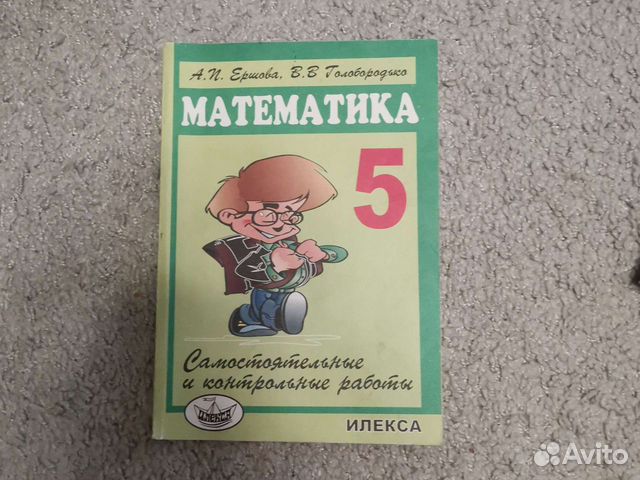 А.П. Ершова, В.В Голобородько
МАТЕМАТИКА
5
Самостоятельные
и контрольные работы
ИЛЕКСА
ИЛЕКСА
Avito